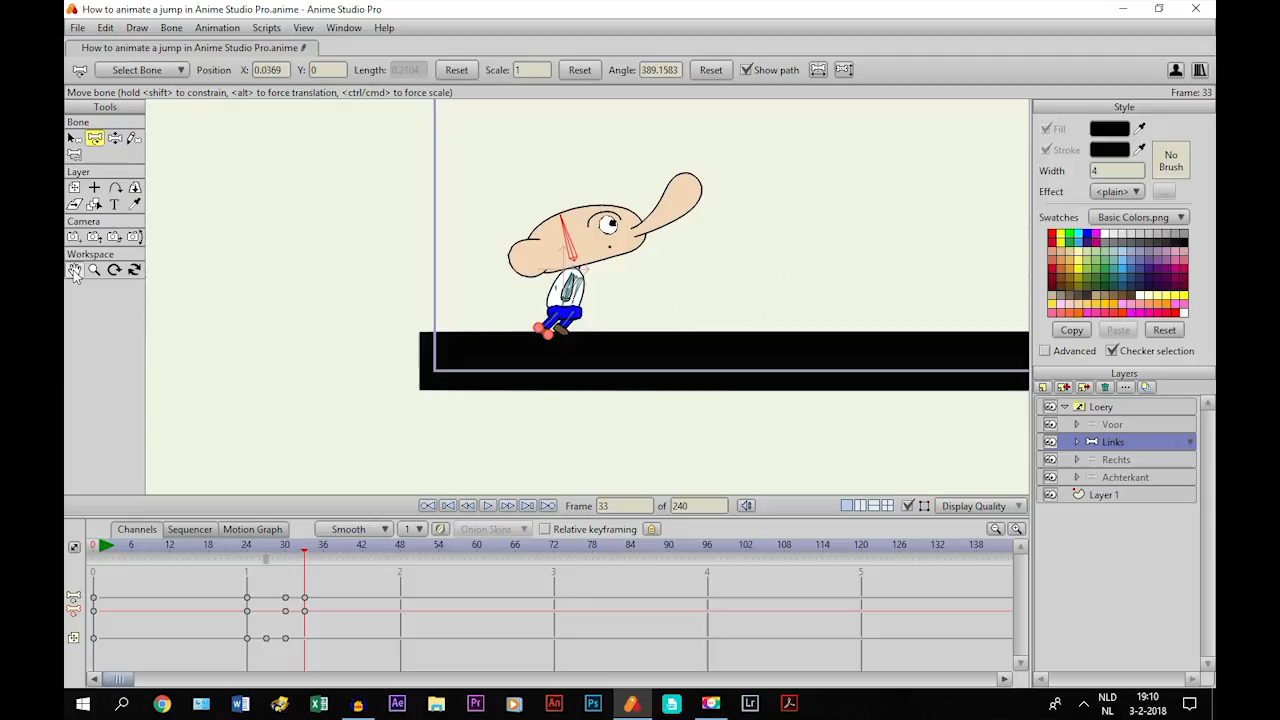 How to animate a jump in Anime Studio Pro.anime - Anime Studio Pro
File Edit Draw Bone Animation Scripts View Window Help
How to animate a jump in Anime Studio Pro.anime
Select Bone Position X: 0.0369 Y: 0 Length: 0.2104 Reset Scale: 1 Reset Angle: 389.1583 Reset Show path
Move bone (hold <shift> to constrain, <alt> to force translation, <ctrl/cmd> to force scale) Frame: 33
Tools
Bone
Layer
Camera
Workspace
Style
Fill
Stroke
No Brush
Width 4
Effect <plain> ...
Swatches Basic Colors.png
Copy Paste Reset
Advanced Checker selection
Layers
Loery
Voor
Links
Rechts
Achterkant
Layer 1
Frame 33 of 240 Display Quality
Channels Sequencer Motion Graph Smooth 1 Onion Skins Relative keyframing
0 6 12 18 24 30 36 42 48 54 60 66 72 78 84 90 96 102 108 114 120 126 132 138
0 1 2 3 4 5
NLD 19:10
NL 3-2-2018